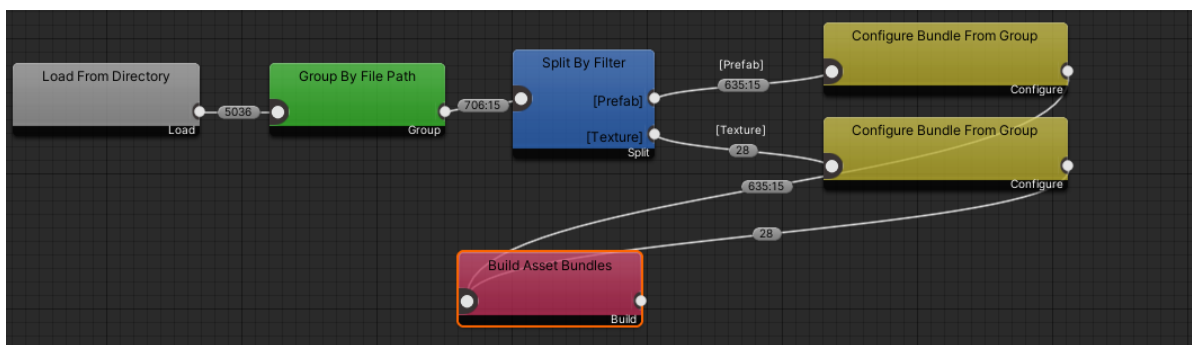 Load From Directory
5036
Load
Group By File Path
706:15
Group
Split By Filter
[Prefab]
[Texture]
Split
[Prefab]
635:15
[Texture]
28
Configure Bundle From Group
Configure
Configure Bundle From Group
Configure
635:15
28
Build Asset Bundles
Build